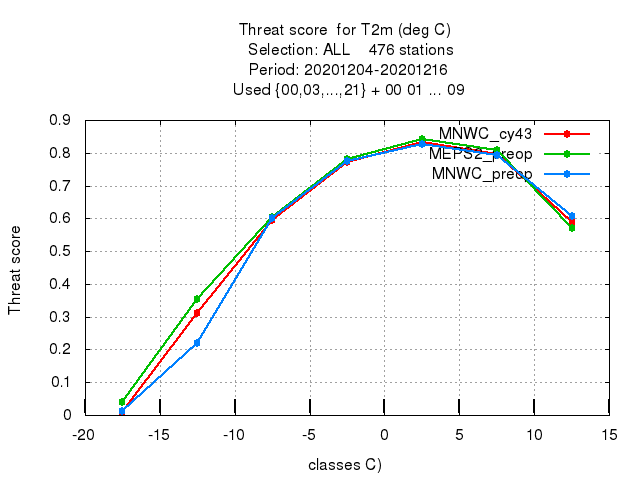 Threat score for T2m (deg C)
Selection: ALL 476 stations
Period: 20201204-20201216
Used {00,03,...,21} + 00 01 ... 09
0.9
0.8
0.7
0.6
0.5
0.4
0.3
0.2
0.1
0
Threat score
MNWC_cy43
MEPS2_preop
MNWC_preop
-20 -15 -10 -5 0 5 10 15
classes C)